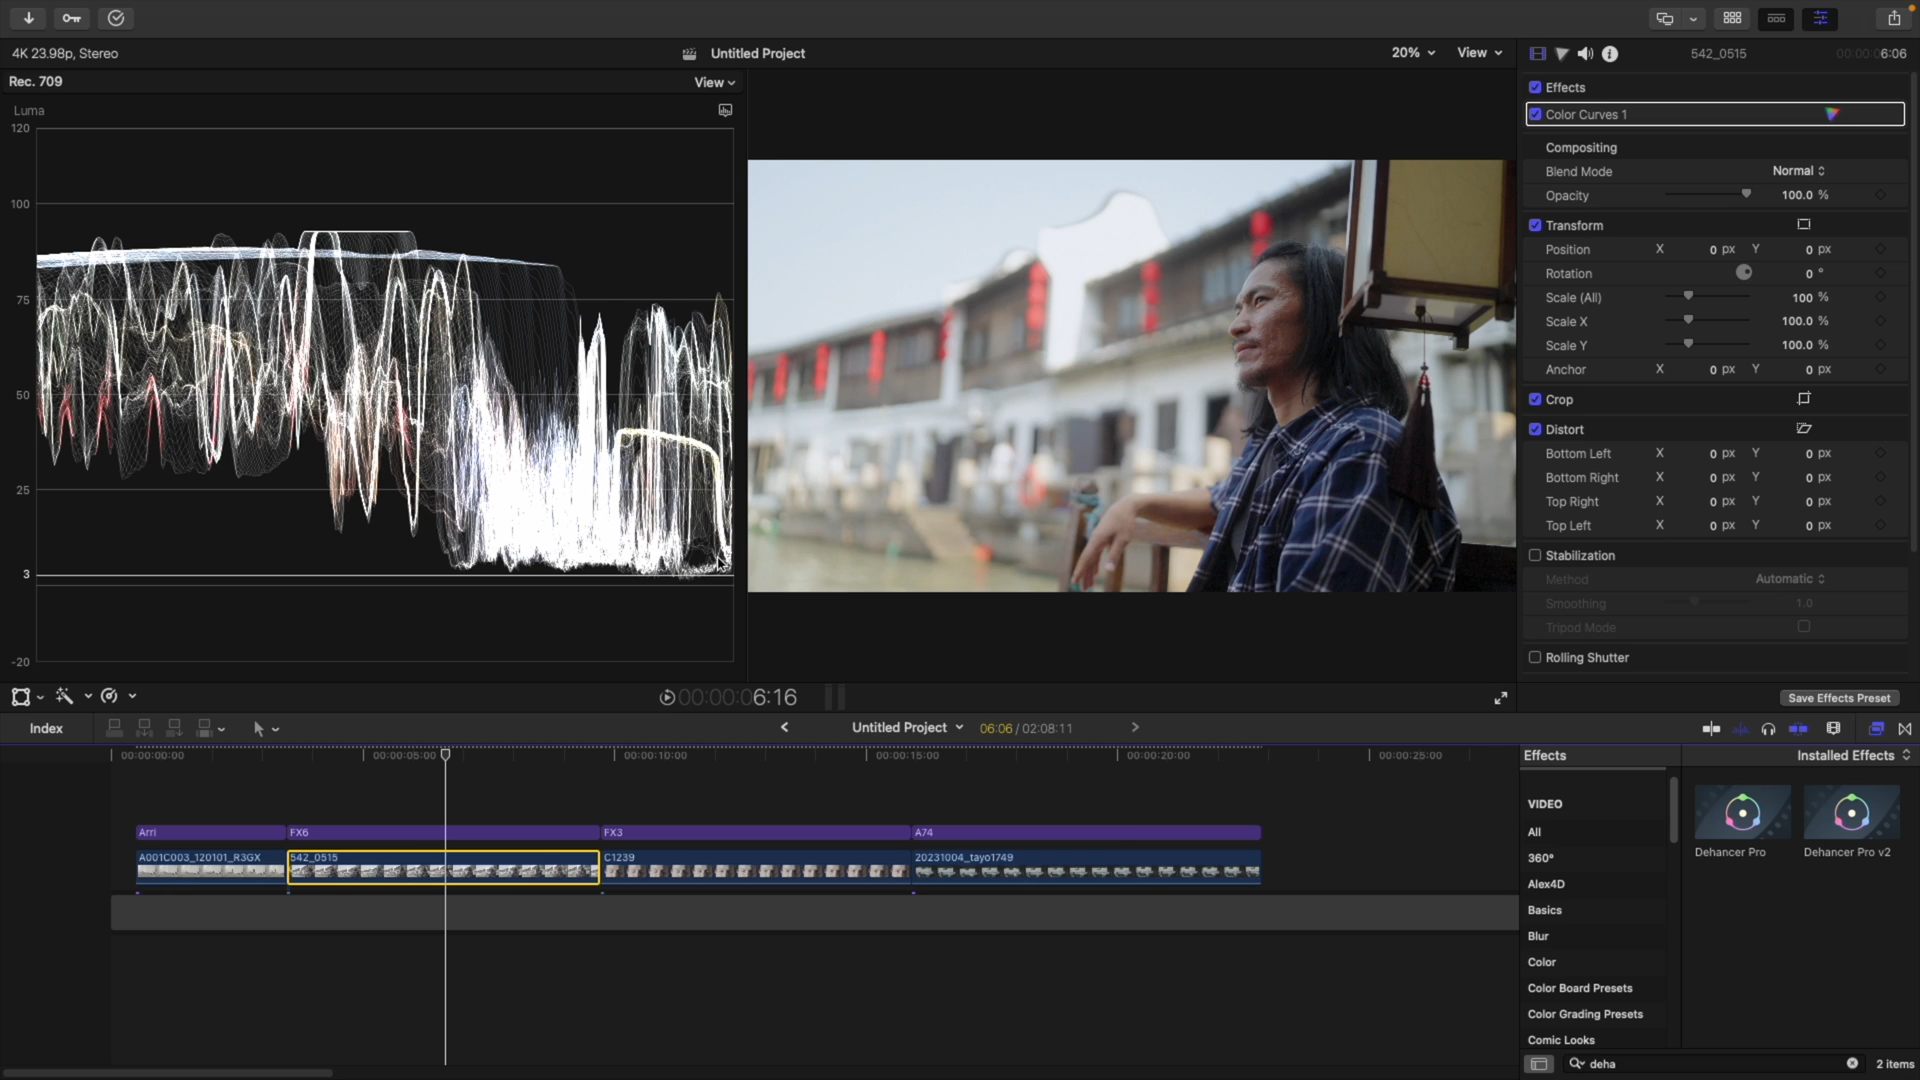 4K 23.98p, Stereo
Untitled Project
20%
View
542_0515
00:00:00:6:06
Rec. 709
View
Effects
Luma
Color Curves 1
120
100
75
50
25
3
-20
Compositing
Blend Mode
Normal
Opacity
100.0 %
Transform
Position
X
0 px
Y
0 px
Rotation
0 °
Scale (All)
100 %
Scale X
100.0 %
Scale Y
100.0 %
Anchor
X
0 px
Y
0 px
Crop
Distort
Bottom Left
X
0 px
Y
0 px
Bottom Right
X
0 px
Y
0 px
Top Right
X
0 px
Y
0 px
Top Left
X
0 px
Y
0 px
Stabilization
Method
Automatic
Smoothing
1.0
Tripod Mode
Rolling Shutter
00:00:06:16
Save Effects Preset
Index
Untitled Project
06:06 / 02:08:11
00:00:00:00
00:00:05:00
00:00:10:00
00:00:15:00
00:00:20:00
00:00:25:00
Effects
Installed Effects
Arri
FX6
FX3
A74
A001C003_120101_R3GX
542_0515
C1239
20231004_tayo1749
VIDEO
All
360°
Alex4D
Basics
Blur
Color
Color Board Presets
Color Grading Presets
Comic Looks
Dehancer Pro
Dehancer Pro v2
deha
2 items